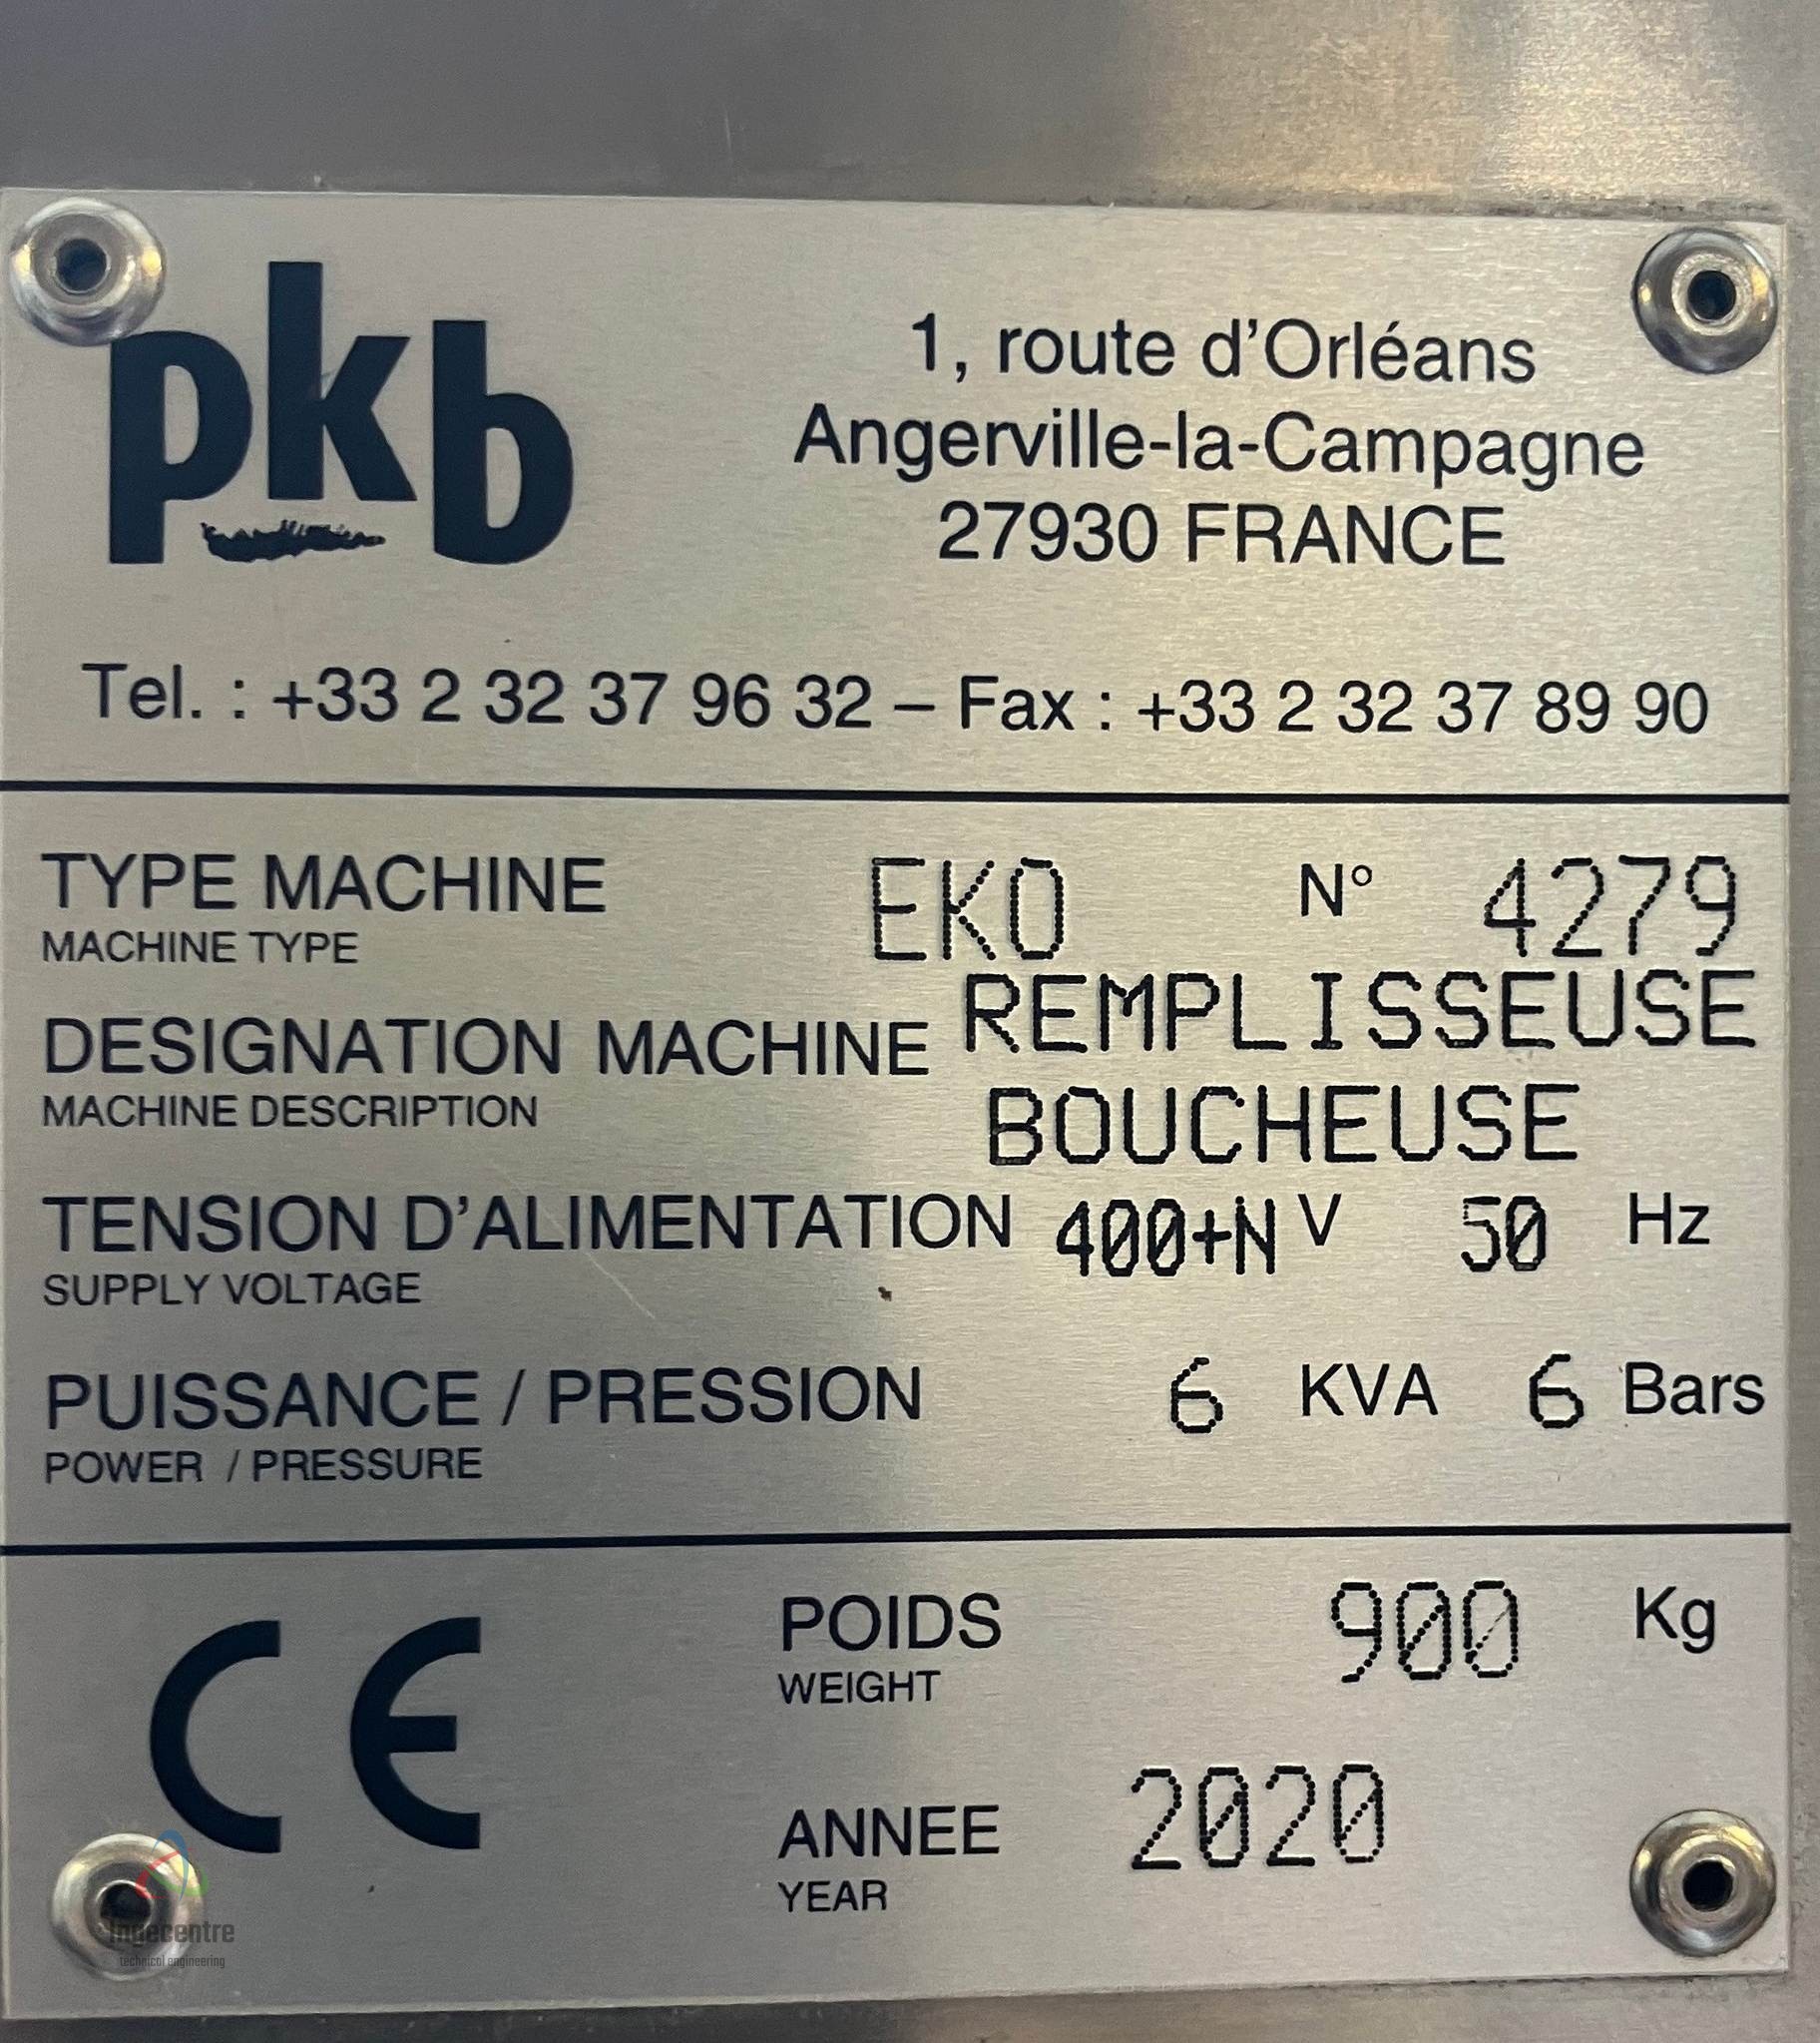 pkb
1, route d'Orléans
Angerville-la-Campagne
27930 FRANCE
Tel. : +33 2 32 37 96 32 – Fax : +33 2 32 37 89 90
TYPE MACHINE EKO N° 4279
MACHINE TYPE
DESIGNATION MACHINE REMPLISSEUSE
MACHINE DESCRIPTION BOUCHEUSE
TENSION D'ALIMENTATION 400+N V 50 Hz
SUPPLY VOLTAGE
PUISSANCE / PRESSION 6 KVA 6 Bars
POWER / PRESSURE
CE
POIDS 900 Kg
WEIGHT
ANNEE 2020
YEAR
Ingecentre
technical engineering